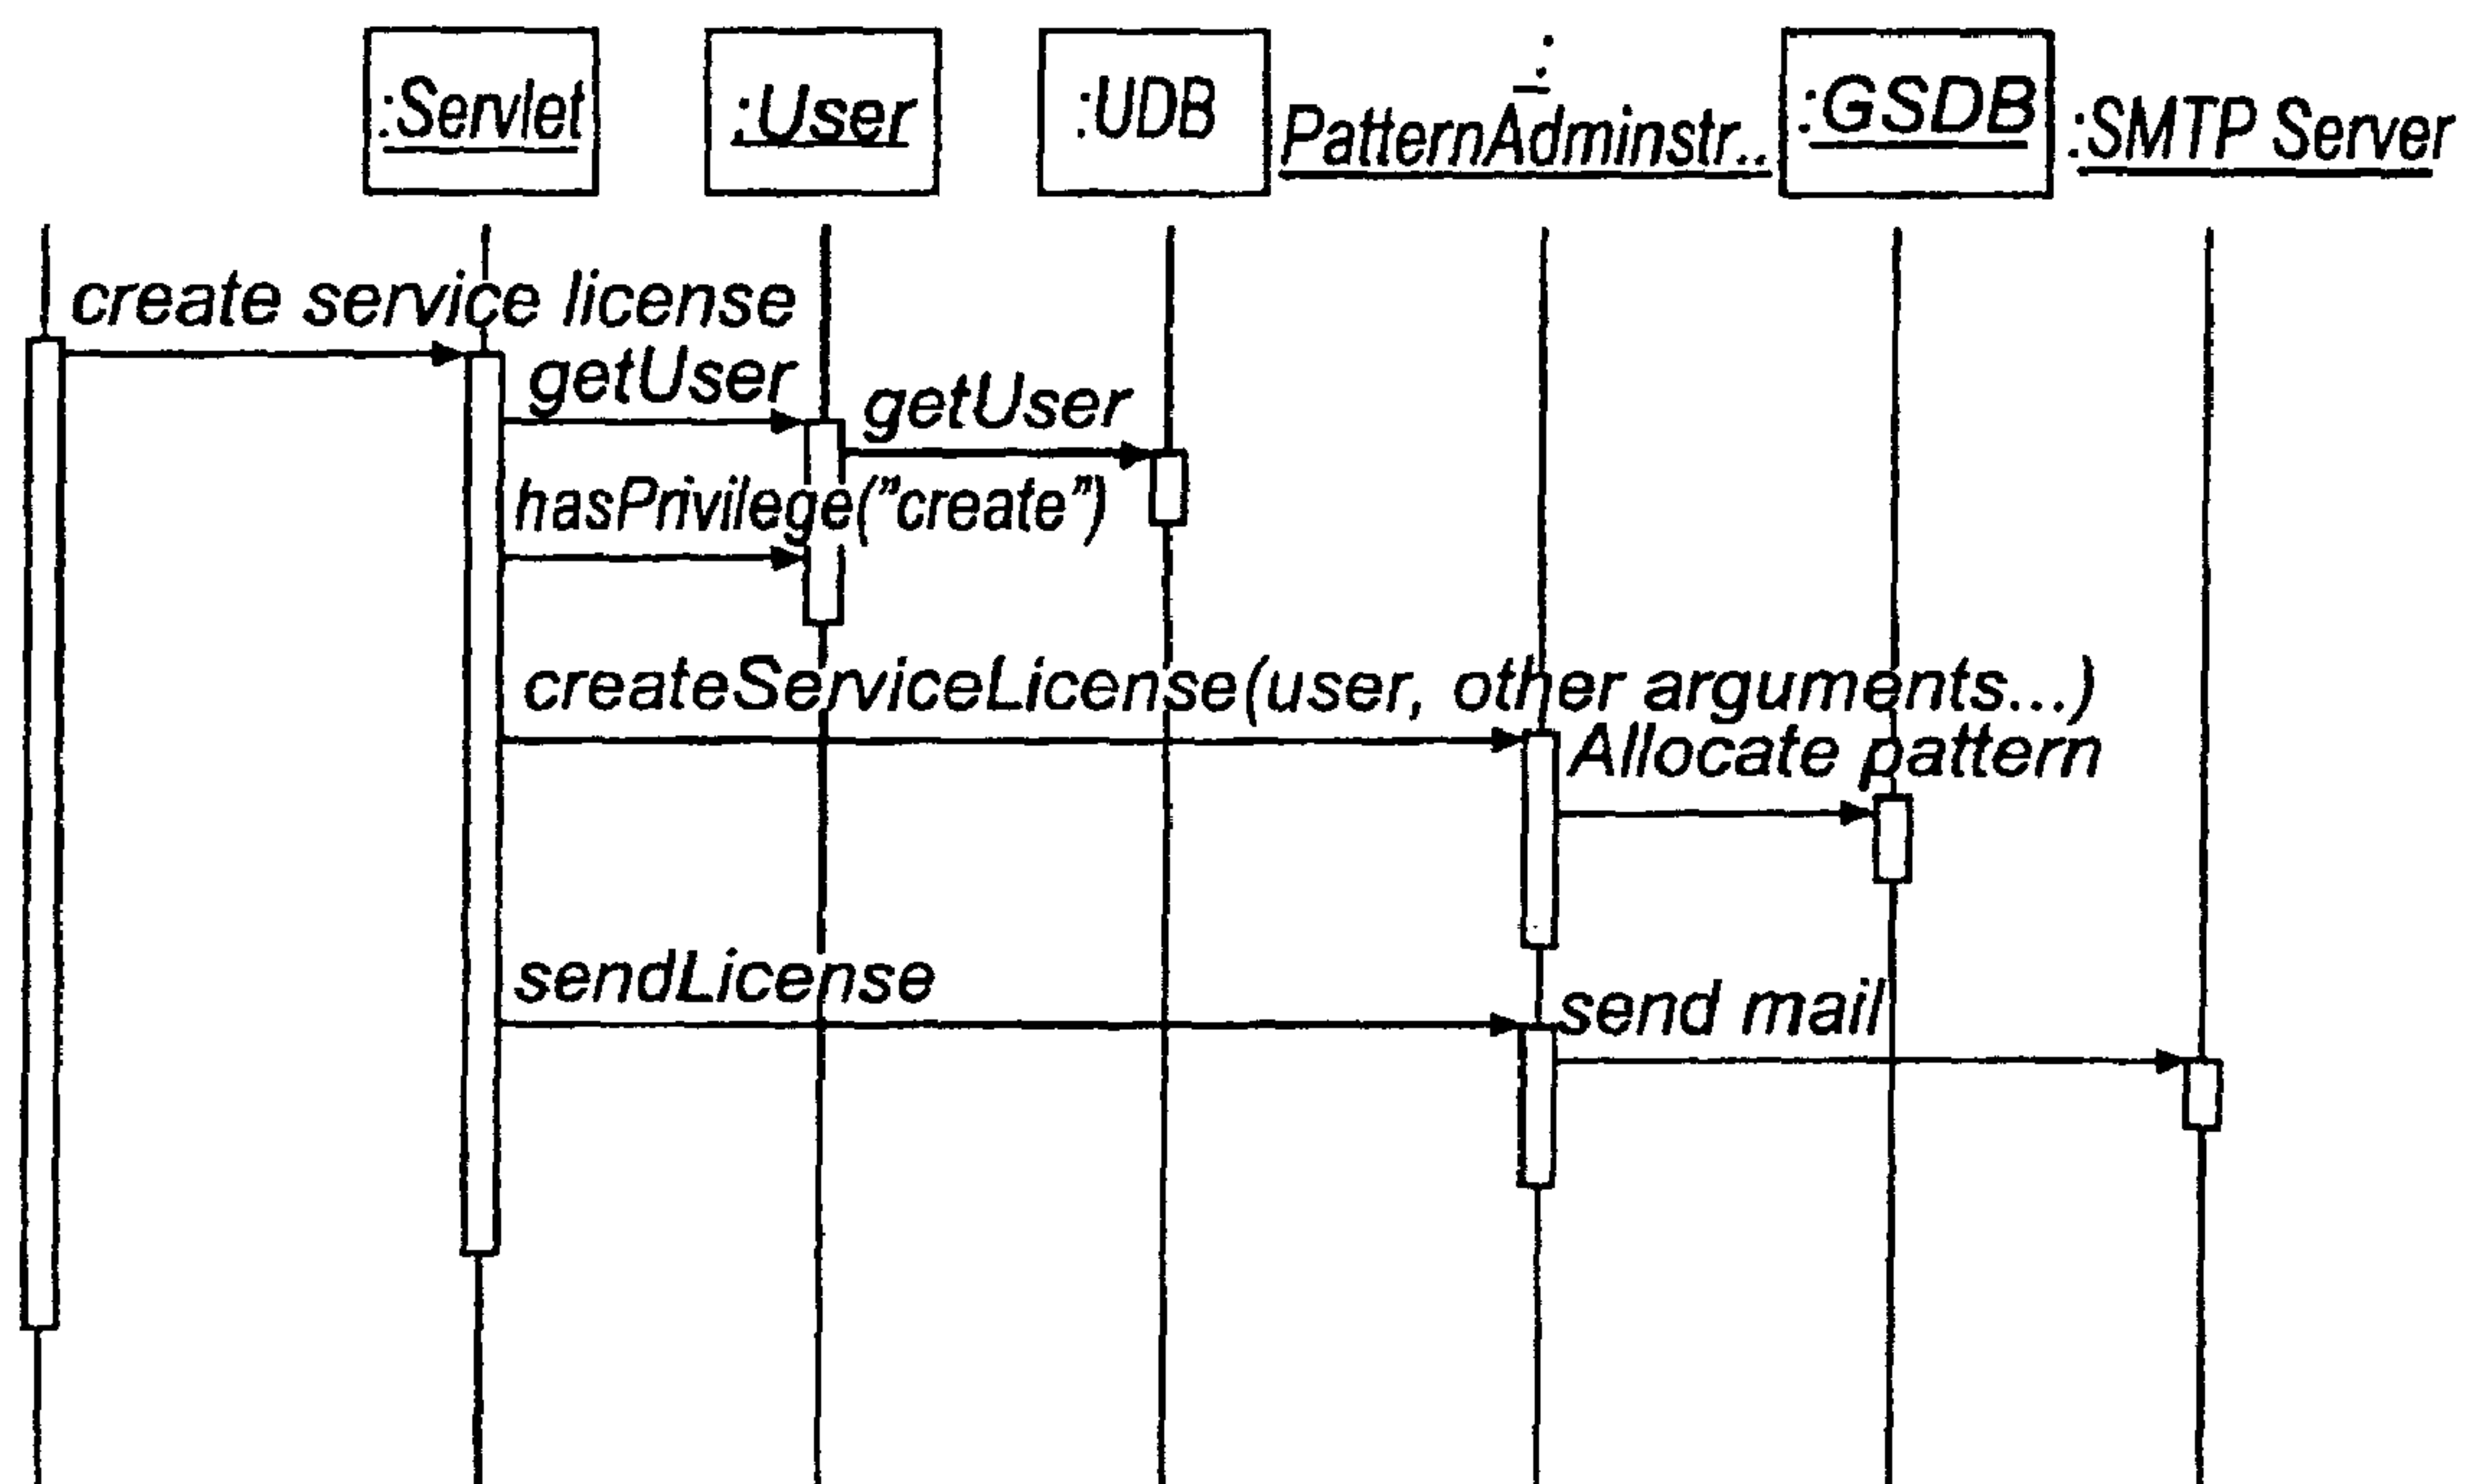 :Servlet
:User
:UDB
:
PatternAdminstr..
:GSDB
:SMTP Server
create service license
getUser
getUser
hasPrivilege("create")
createServiceLicense(user, other arguments...)
Allocate pattern
sendLicense
send mail